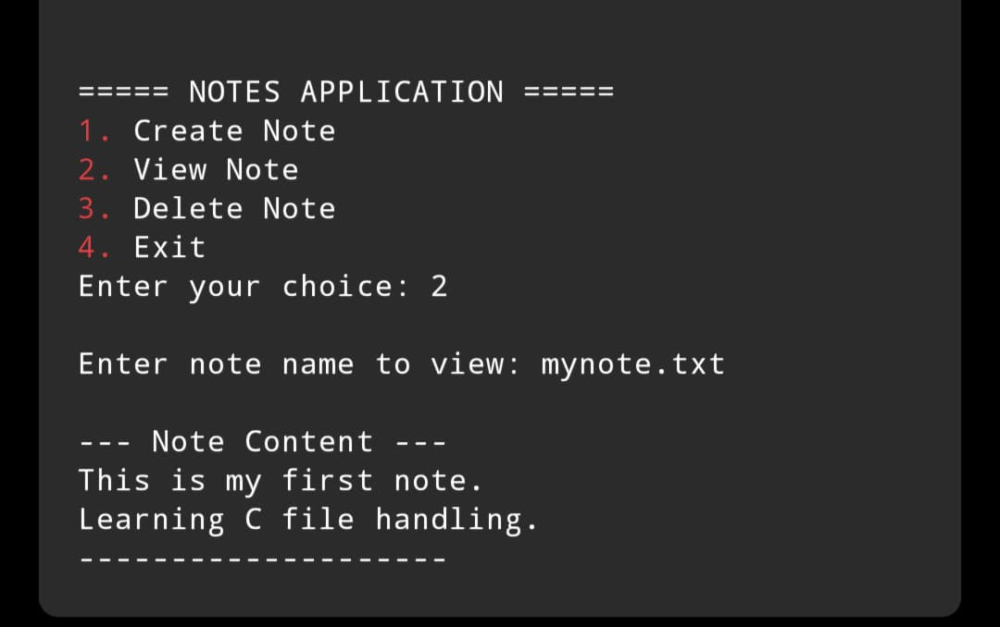 ===== NOTES APPLICATION =====
1. Create Note
2. View Note
3. Delete Note
4. Exit
Enter your choice: 2
Enter note name to view: mynote.txt
--- Note Content ---
This is my first note.
Learning C file handling.
--------------------